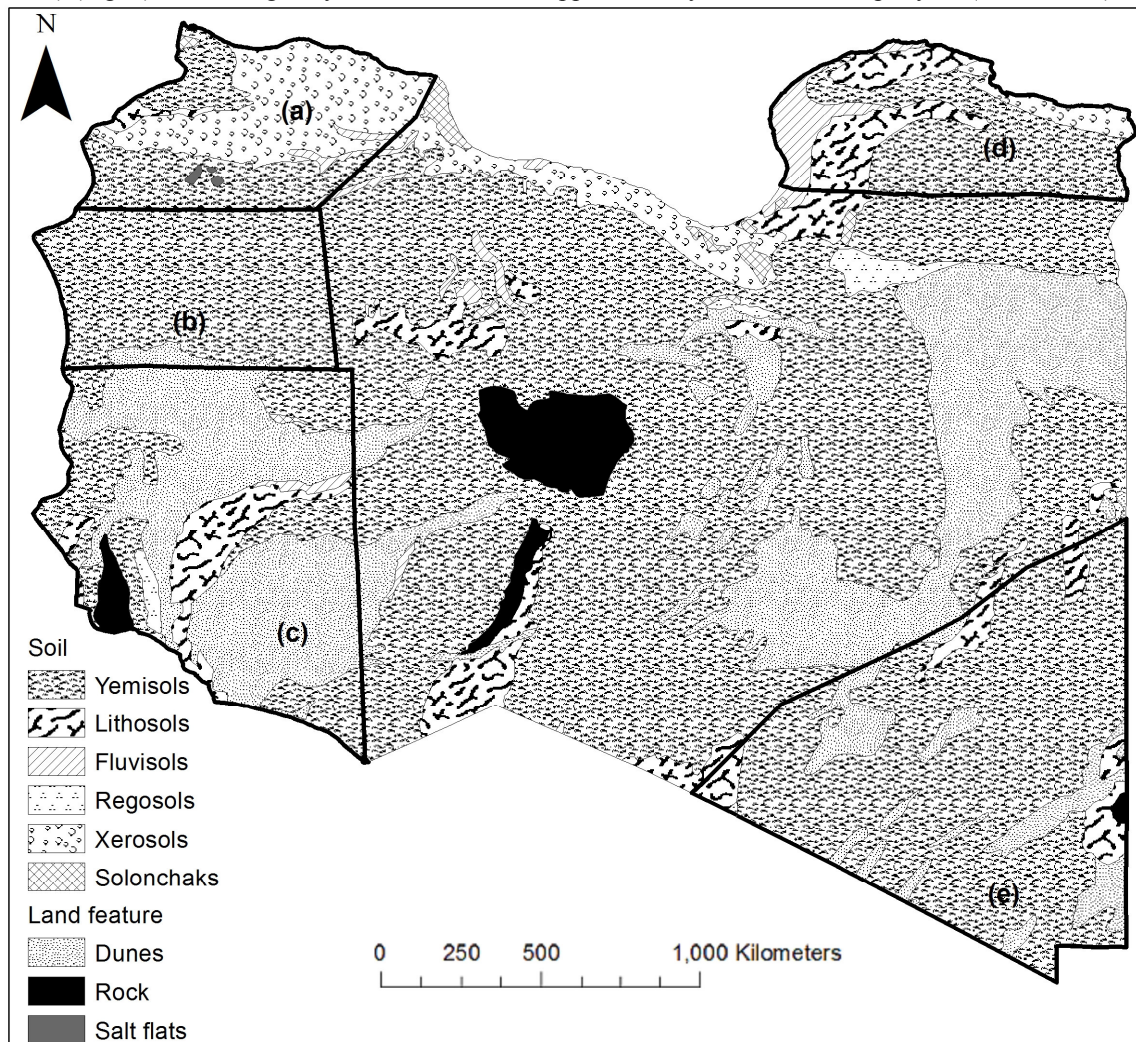 N
(a)
(d)
(b)
(c)
(e)
Soil
Yemisols
Lithosols
Fluvisols
Regosols
Xerosols
Solonchaks
Land feature
Dunes
Rock
Salt flats
0 250 500 1,000 Kilometers